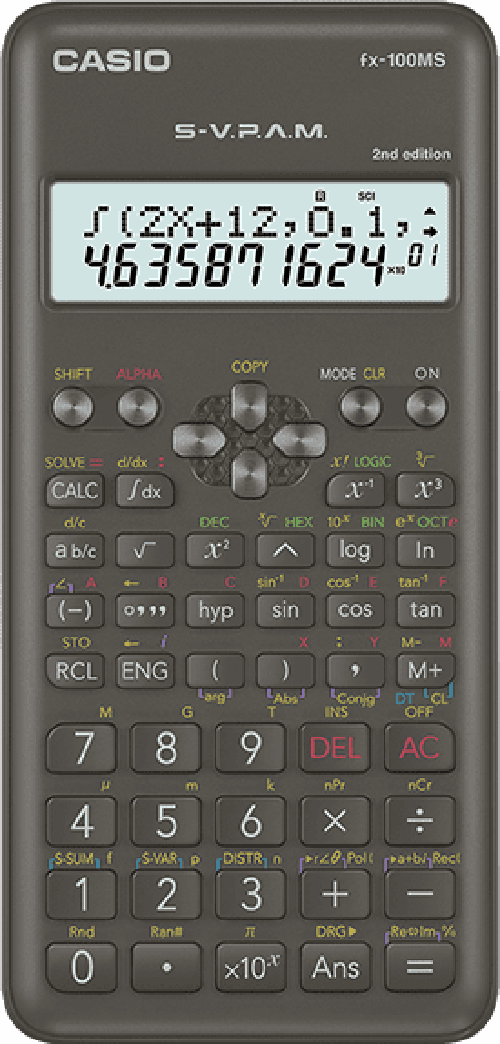 CASIO fx-100MS
S-V.P.A.M.
2nd edition
R SCI
∫(2X+12,0.1,
4.635871624×10 01
COPY
SHIFT ALPHA MODE CLR ON
SOLVE = d/dx : x! LOGIC ³√
CALC ∫dx x⁻¹ x³
d/c DEC ˣ√ HEX 10ˣ BIN eˣ OCT e
a b/c √ x² ^ log ln
∠ A ← B C sin⁻¹ D cos⁻¹ E tan⁻¹ F
(−) o,,, hyp sin cos tan
STO ← i X ; Y M− M
RCL ENG ( ) , M+
arg Abs Conjg DT CL
M G T INS OFF
7 8 9 DEL AC
μ m k nPr nCr
4 5 6 × ÷
S-SUM f S-VAR p DISTR n ▶r∠θ Pol( ▶a+bi Rec(
1 2 3 + −
Rnd Ran# π DRG▶ Re⇔Im %
0 . ×10ˣ Ans =